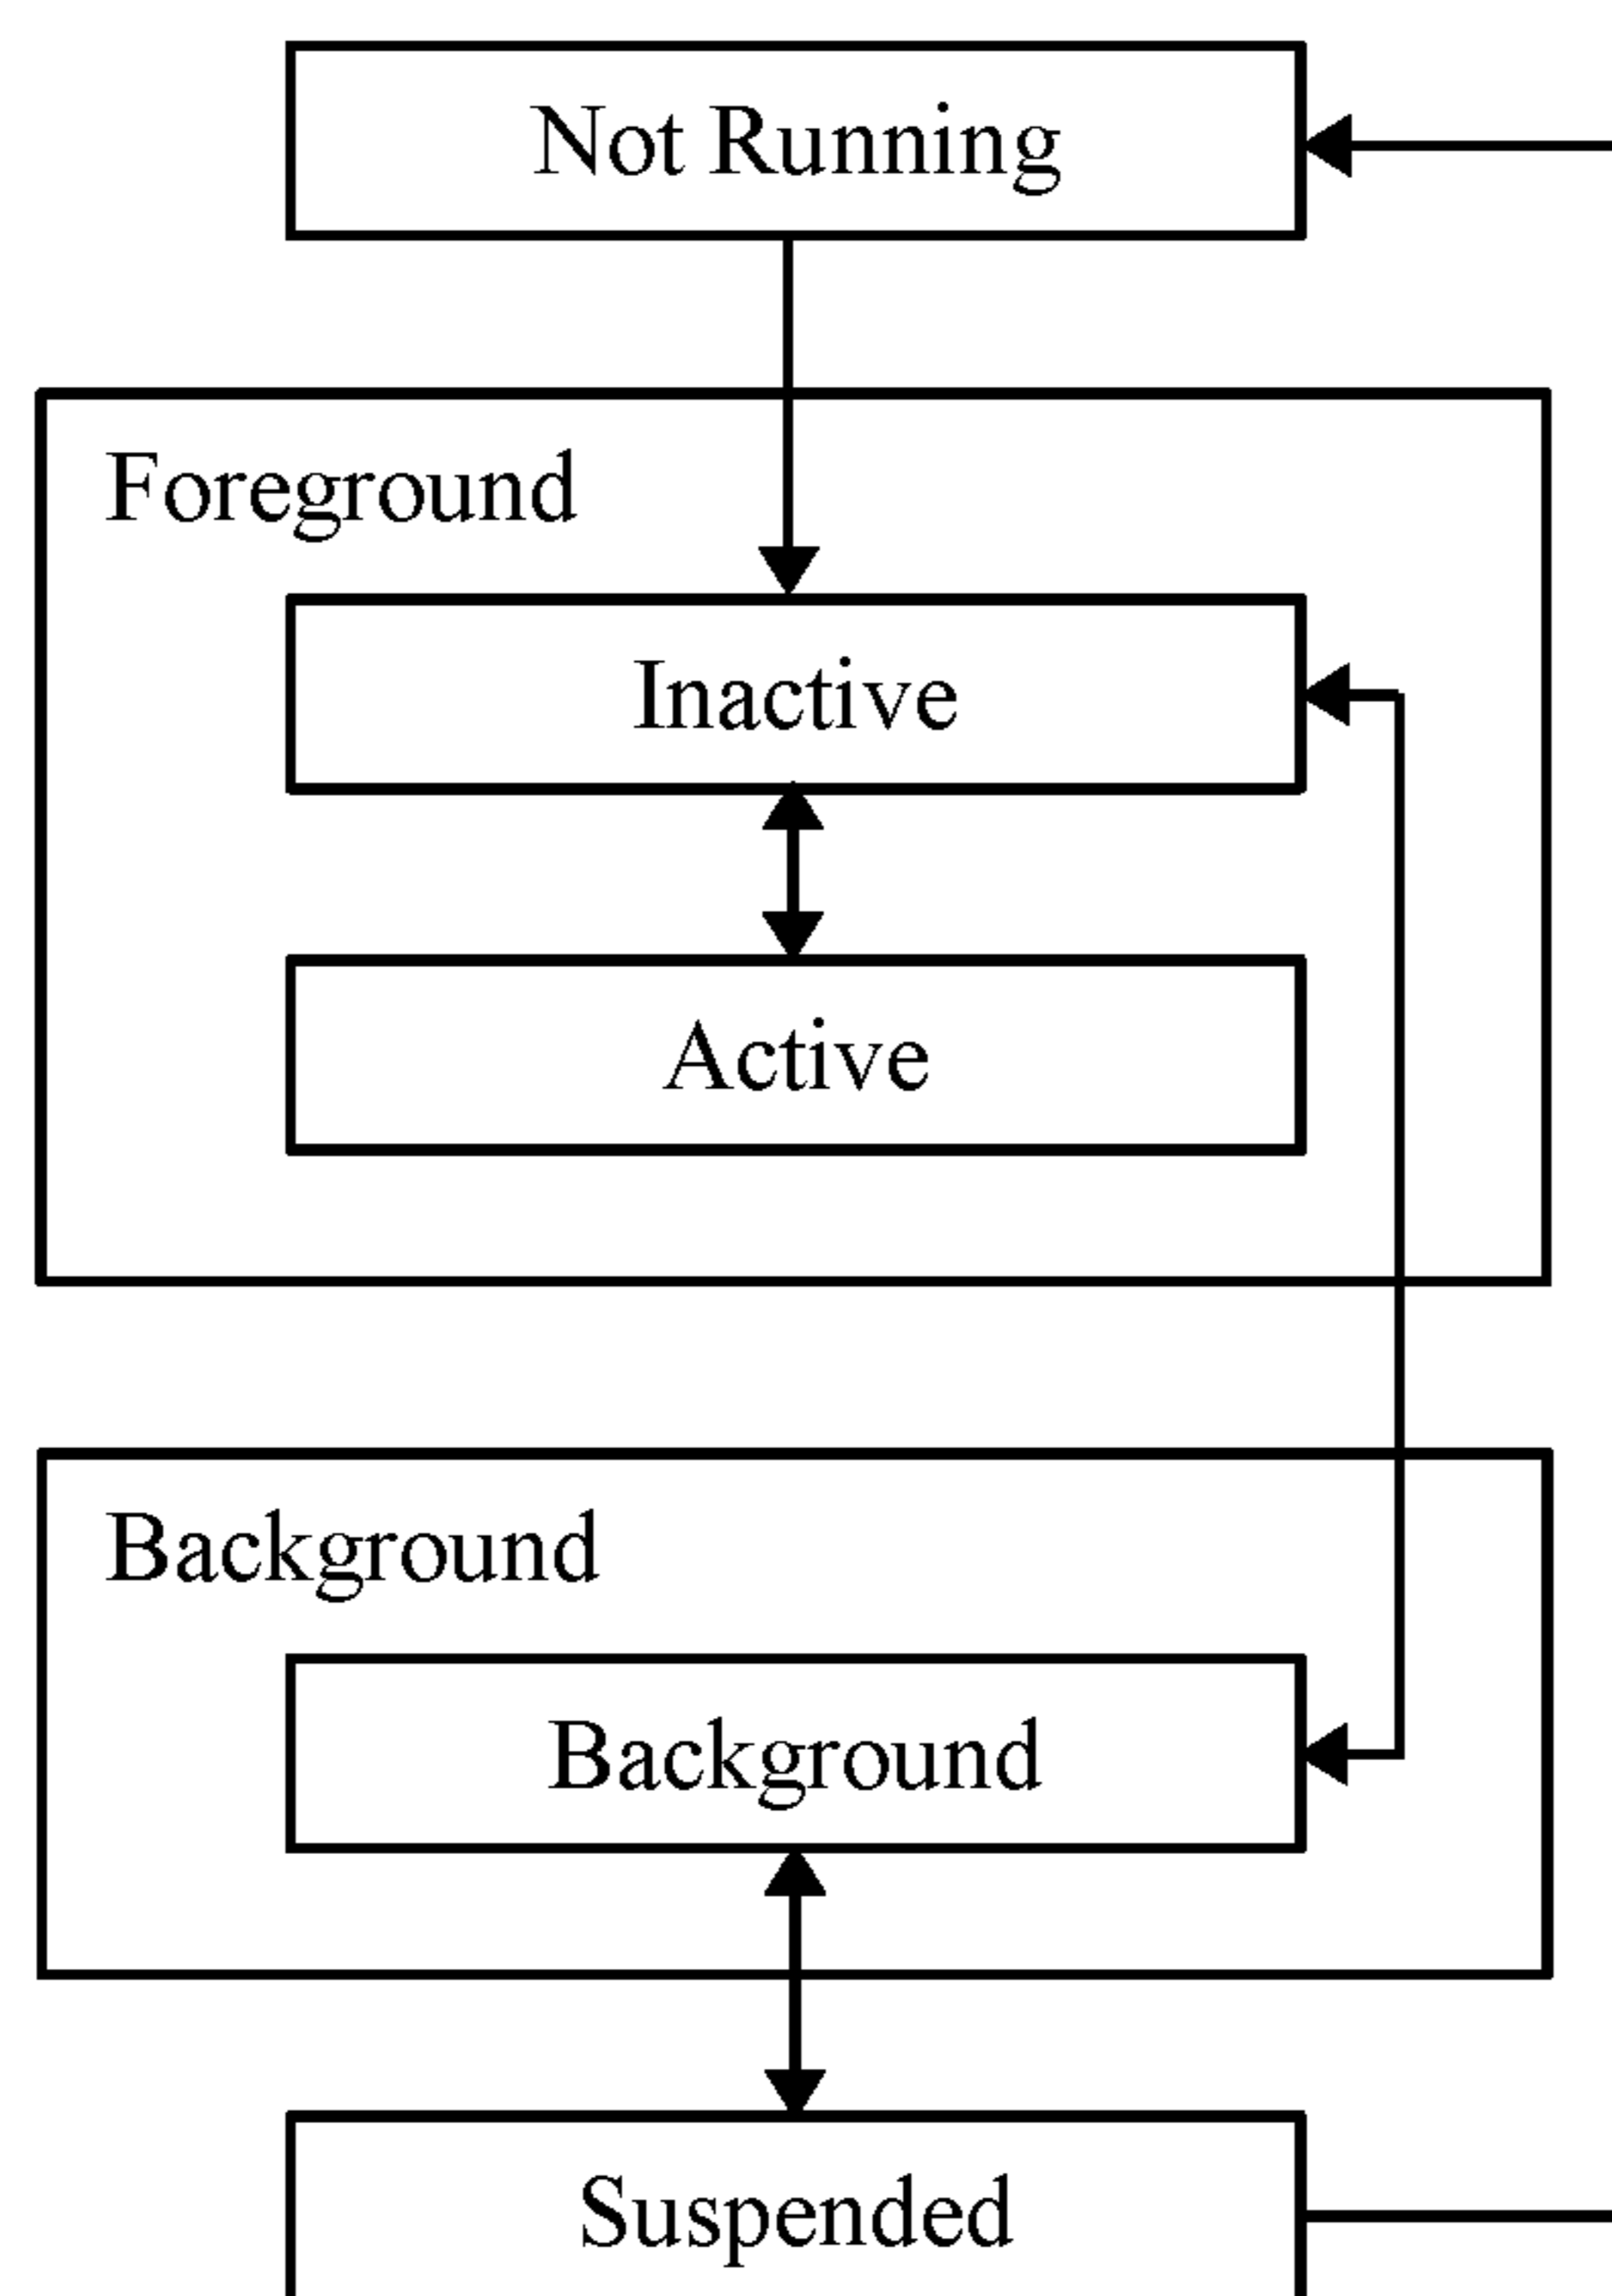 Not Running
Foreground
Inactive
Active
Background
Background
Suspended